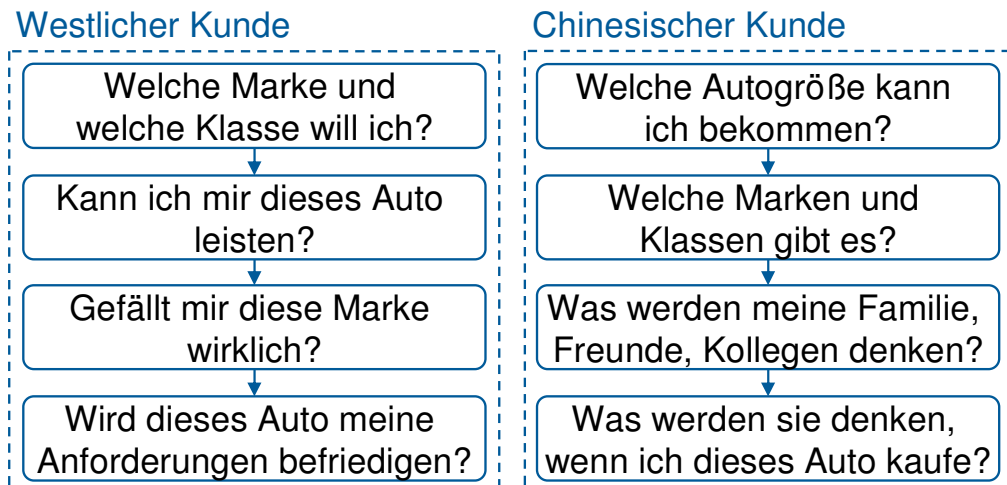 Westlicher Kunde
Welche Marke und
welche Klasse will ich?
Kann ich mir dieses Auto
leisten?
Gefällt mir diese Marke
wirklich?
Wird dieses Auto meine
Anforderungen befriedigen?
Chinesischer Kunde
Welche Autogröße kann
ich bekommen?
Welche Marken und
Klassen gibt es?
Was werden meine Familie,
Freunde, Kollegen denken?
Was werden sie denken,
wenn ich dieses Auto kaufe?